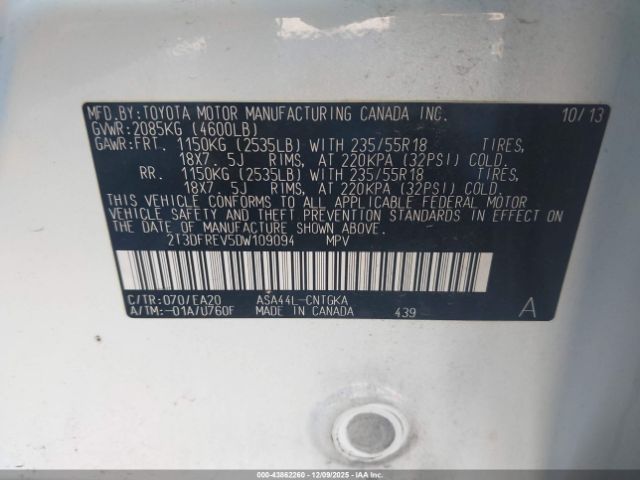 MFD.BY:TOYOTA MOTOR MANUFACTURING CANADA INC. 10/13
GVWR:2085KG (4600LB)
GAWR:FRT. 1150KG (2535LB) WITH 235/55R18 TIRES,
18X7. 5J RIMS, AT 220KPA (32PSI) COLD.
RR. 1150KG (2535LB) WITH 235/55R18 TIRES,
18X7. 5J RIMS, AT 220KPA (32PSI) COLD.
THIS VEHICLE CONFORMS TO ALL APPLICABLE FEDERAL MOTOR
VEHICLE SAFETY AND THEFT PREVENTION STANDARDS IN EFFECT ON
THE DATE OF MANUFACTURE SHOWN ABOVE.
2T3DFREV5DW109094 MPV
C/TR:070/EA20 ASA44L-CNTGKA
A/TM:-01A/U760F MADE IN CANADA 439 A
000-43862260 - 12/09/2025 - IAAI.com